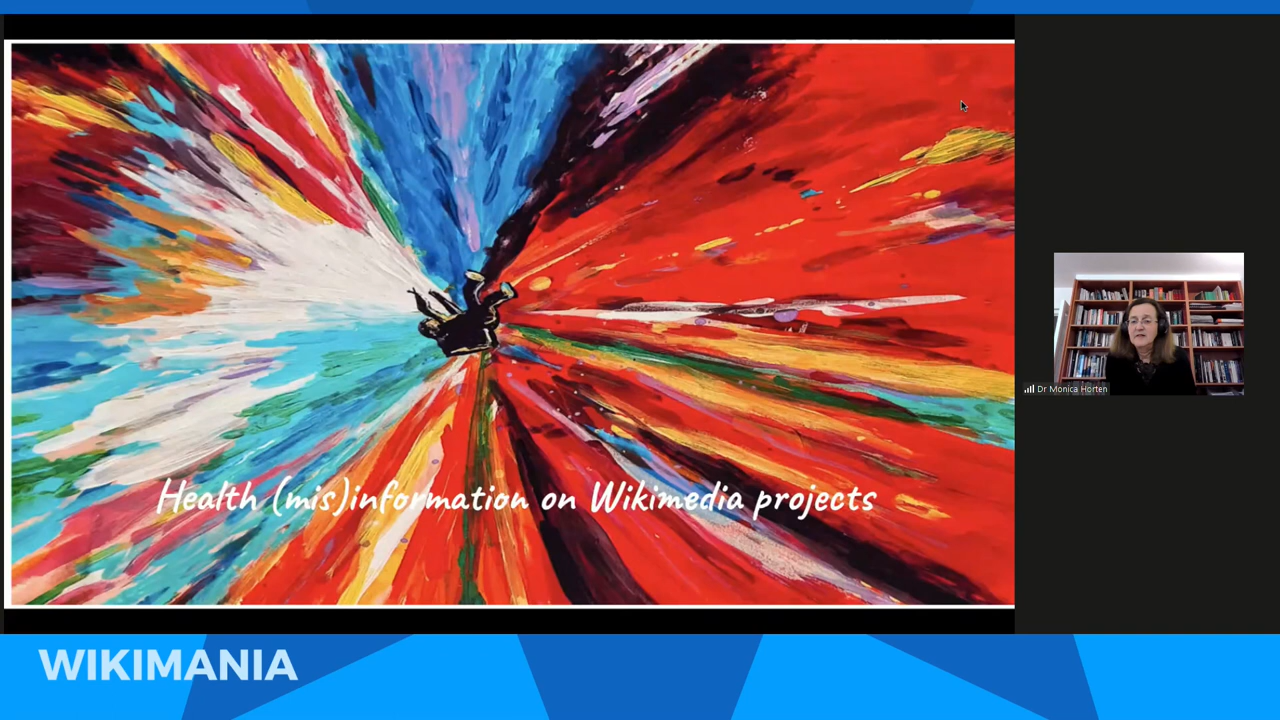 Health (mis)information on Wikimedia projects
Dr Monica Horten
WIKIMANIA